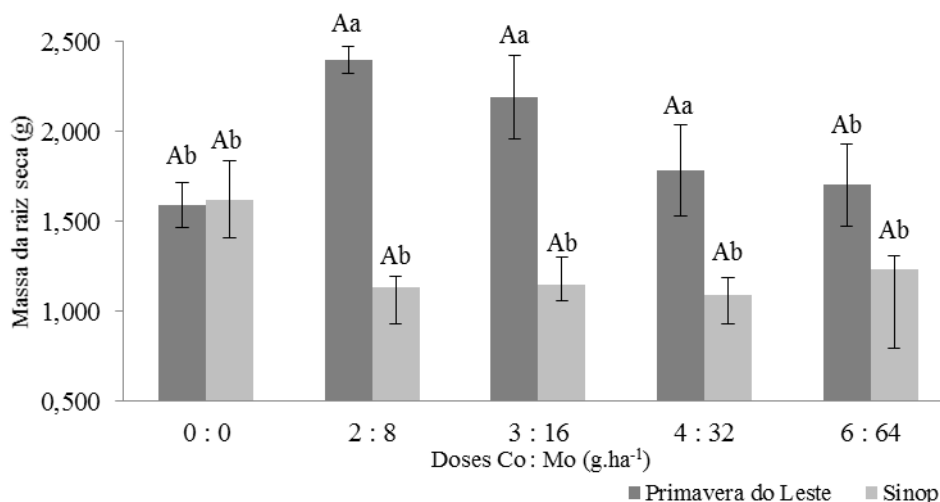 Massa da raiz seca (g)
2,500
2,000
1,500
1,000
0,500
Ab
Ab
Aa
Ab
Aa
Ab
Aa
Ab
Ab
Ab
0 : 0
2 : 8
3 : 16
4 : 32
6 : 64
Doses Co : Mo (g.ha⁻¹)
Primavera do Leste
Sinop